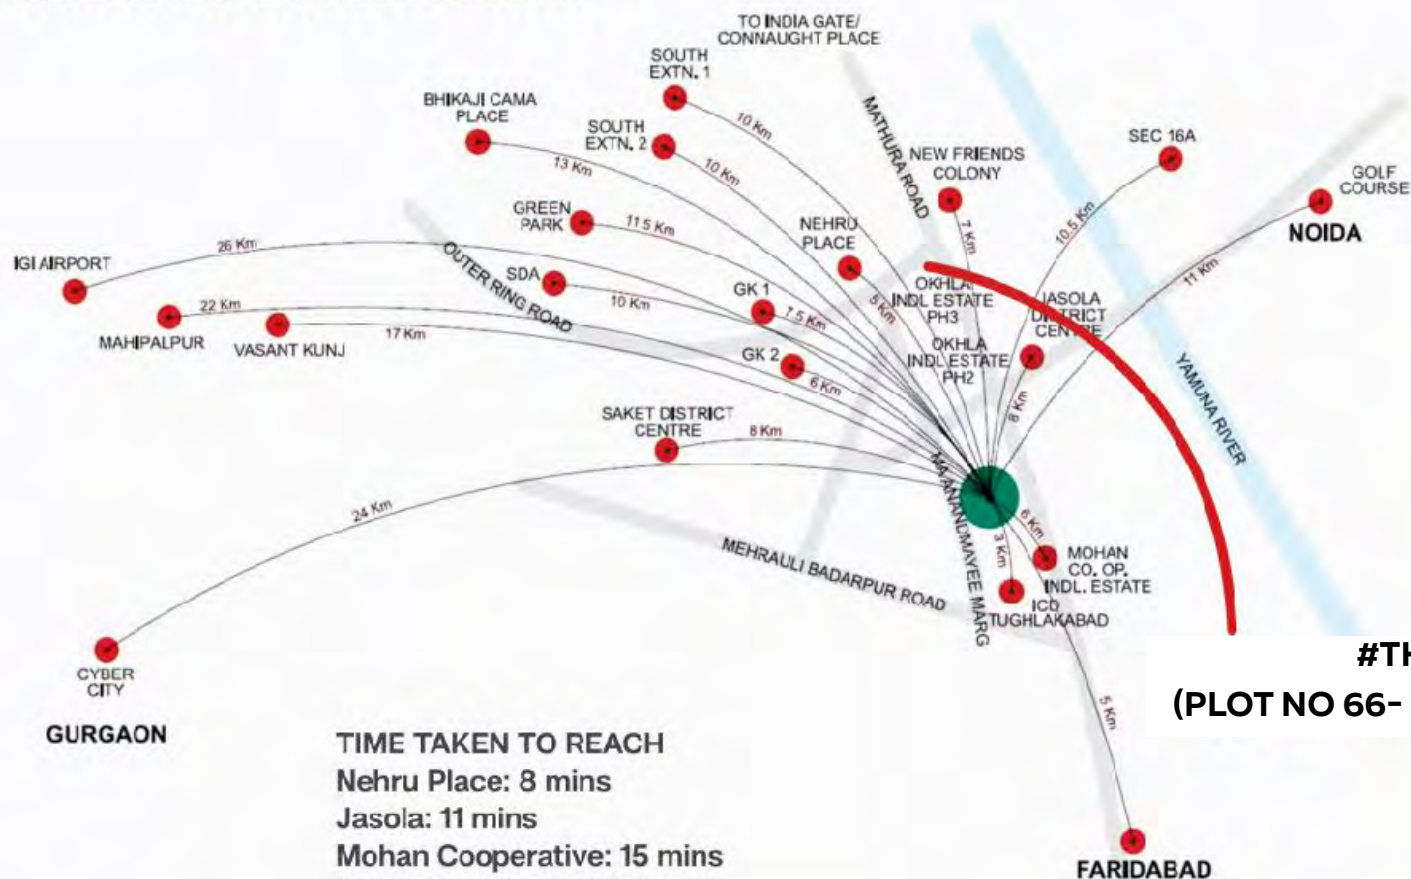 TO INDIA GATE/
CONNAUGHT PLACE
SOUTH
EXTN. 1
BHIKAJI CAMA
PLACE
10 Km
MATHURA ROAD
SOUTH
EXTN. 2
SEC 16A
13 Km
10 Km
NEW FRIENDS
COLONY
GOLF
COURSE
NOIDA
GREEN
PARK
11.5 Km
NEHRU
PLACE
7 Km
10.5 Km
26 Km
IGI AIRPORT
OUTER RING ROAD
SDA
10 Km
GK 1
7.5 Km
5 Km
OKHLA
INDL ESTATE
PH3
JASOLA
DISTRICT
CENTRE
11 Km
22 Km
MAHIPALPUR
VASANT KUNJ
17 Km
GK 2
6 Km
OKHLA
INDL ESTATE
PH2
8 Km
YAMUNA RIVER
SAKET DISTRICT
CENTRE
8 Km
MA ANANDMAYEE MARG
24 Km
6 Km
3 Km
MEHRAULI BADARPUR ROAD
MOHAN
CO. OP.
INDL. ESTATE
ICD
TUGHLAKABAD
CYBER
CITY
GURGAON
5 Km
#TH
(PLOT NO 66-
TIME TAKEN TO REACH
Nehru Place: 8 mins
Jasola: 11 mins
Mohan Cooperative: 15 mins
FARIDABAD